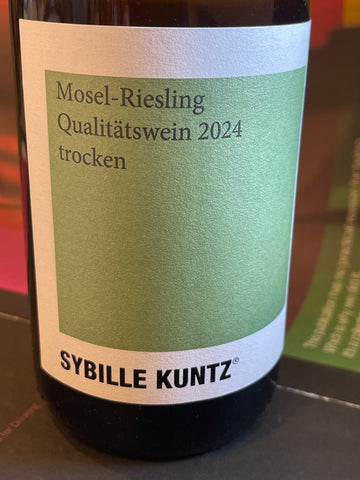 Mosel-Riesling
Qualitätswein 2024
trocken
SYBILLE KUNTZ®